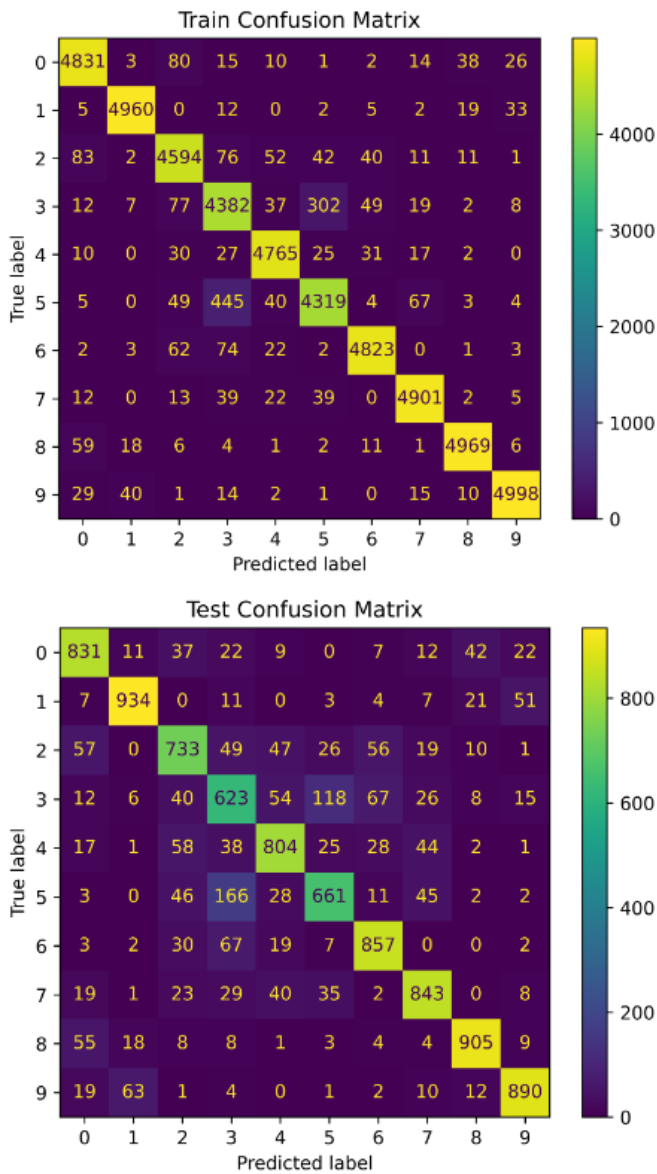 Train Confusion Matrix
0 4831 3 80 15 10 1 2 14 38 26
1 5 4960 0 12 0 2 5 2 19 33
2 83 2 4594 76 52 42 40 11 11 1
3 12 7 77 4382 37 302 49 19 2 8
4 10 0 30 27 4765 25 31 17 2 0
5 5 0 49 445 40 4319 4 67 3 4
6 2 3 62 74 22 2 4823 0 1 3
7 12 0 13 39 22 39 0 4901 2 5
8 59 18 6 4 1 2 11 1 4969 6
9 29 40 1 14 2 1 0 15 10 4998
0 1 2 3 4 5 6 7 8 9
Predicted label
True label
4000
3000
2000
1000
0
Test Confusion Matrix
0 831 11 37 22 9 0 7 12 42 22
1 7 934 0 11 0 3 4 7 21 51
2 57 0 733 49 47 26 56 19 10 1
3 12 6 40 623 54 118 67 26 8 15
4 17 1 58 38 804 25 28 44 2 1
5 3 0 46 166 28 661 11 45 2 2
6 3 2 30 67 19 7 857 0 0 2
7 19 1 23 29 40 35 2 843 0 8
8 55 18 8 8 1 3 4 4 905 9
9 19 63 1 4 0 1 2 10 12 890
0 1 2 3 4 5 6 7 8 9
Predicted label
True label
800
600
400
200
0